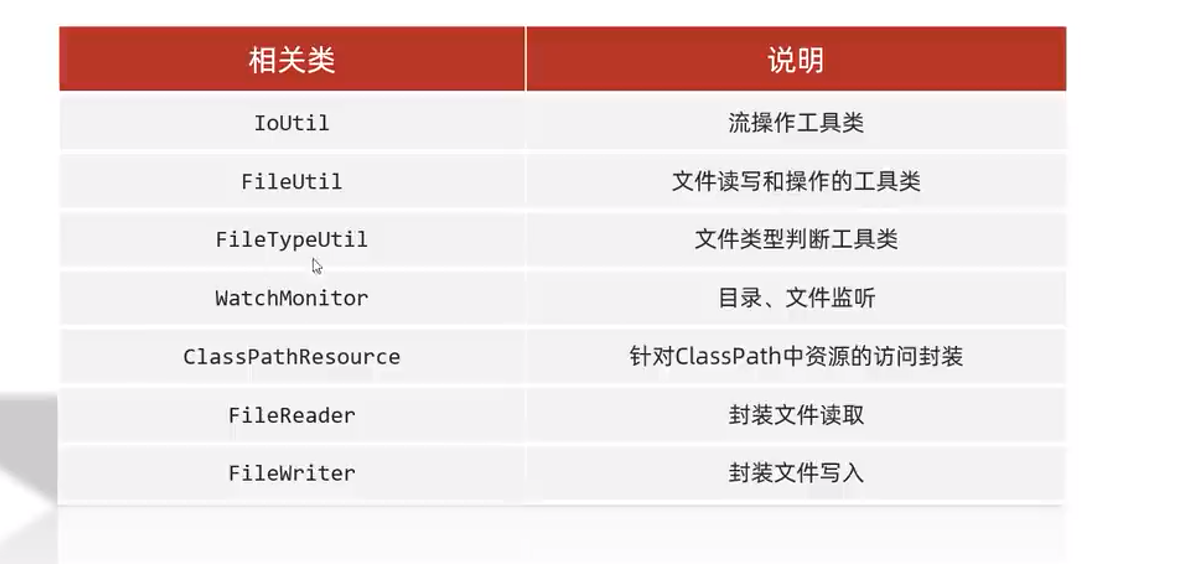 相关类 说明
IoUtil 流操作工具类
FileUtil 文件读写和操作的工具类
FileTypeUtil 文件类型判断工具类
WatchMonitor 目录、文件监听
ClassPathResource 针对ClassPath中资源的访问封装
FileReader 封装文件读取
FileWriter 封装文件写入